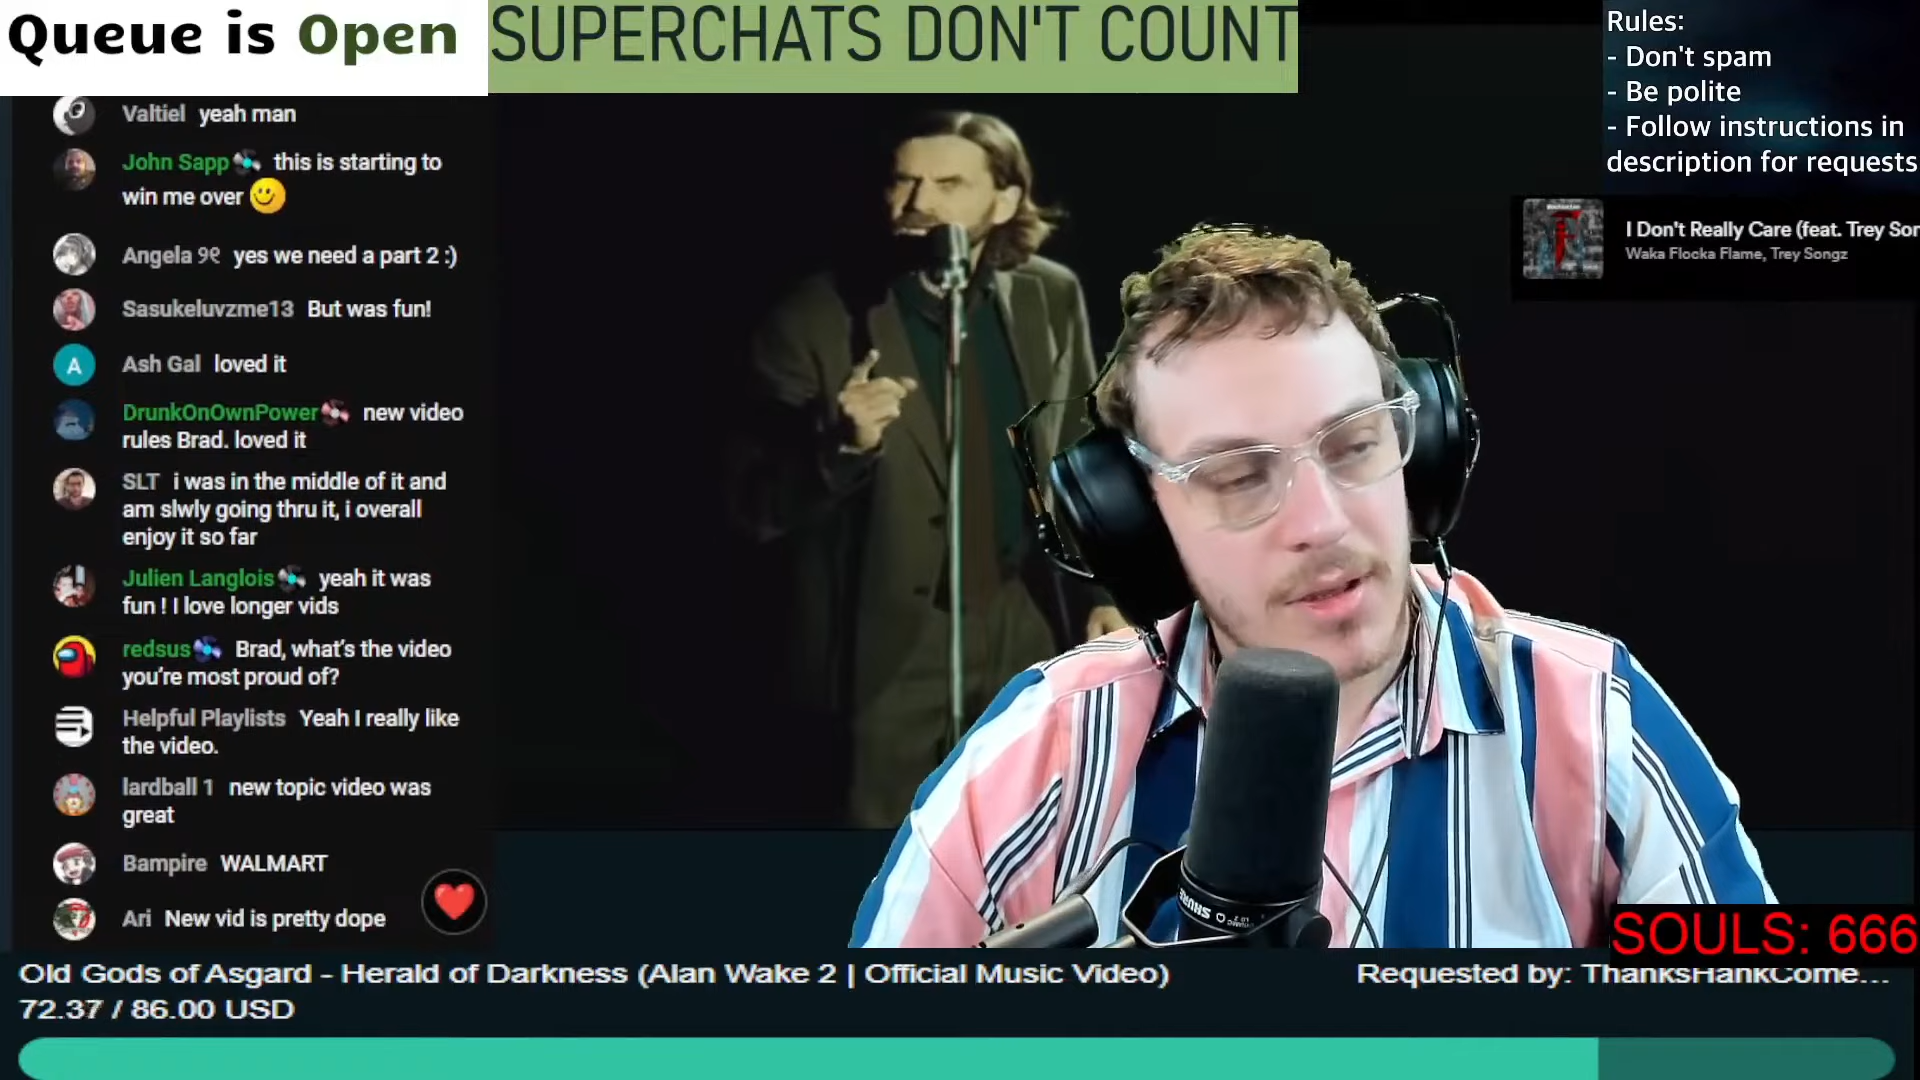 Queue is Open
SUPERCHATS DON'T COUNT
Rules:
- Don't spam
- Be polite
- Follow instructions in
description for requests
I Don't Really Care (feat. Trey Son
Waka Flocka Flame, Trey Songz
Valtiel yeah man
John Sapp this is starting to
win me over
Angela 9୧ yes we need a part 2 :)
Sasukeluvzme13 But was fun!
A
Ash Gal loved it
DrunkOnOwnPower new video
rules Brad. loved it
SLT i was in the middle of it and
am slwly going thru it, i overall
enjoy it so far
Julien Langlois yeah it was
fun ! I love longer vids
redsus Brad, what's the video
you're most proud of?
Helpful Playlists Yeah I really like
the video.
lardball 1 new topic video was
great
Bampire WALMART
Ari New vid is pretty dope
SHURE
SOULS: 666
Old Gods of Asgard - Herald of Darkness (Alan Wake 2 | Official Music Video)
Requested by: ThanksHankCome...
72.37 / 86.00 USD